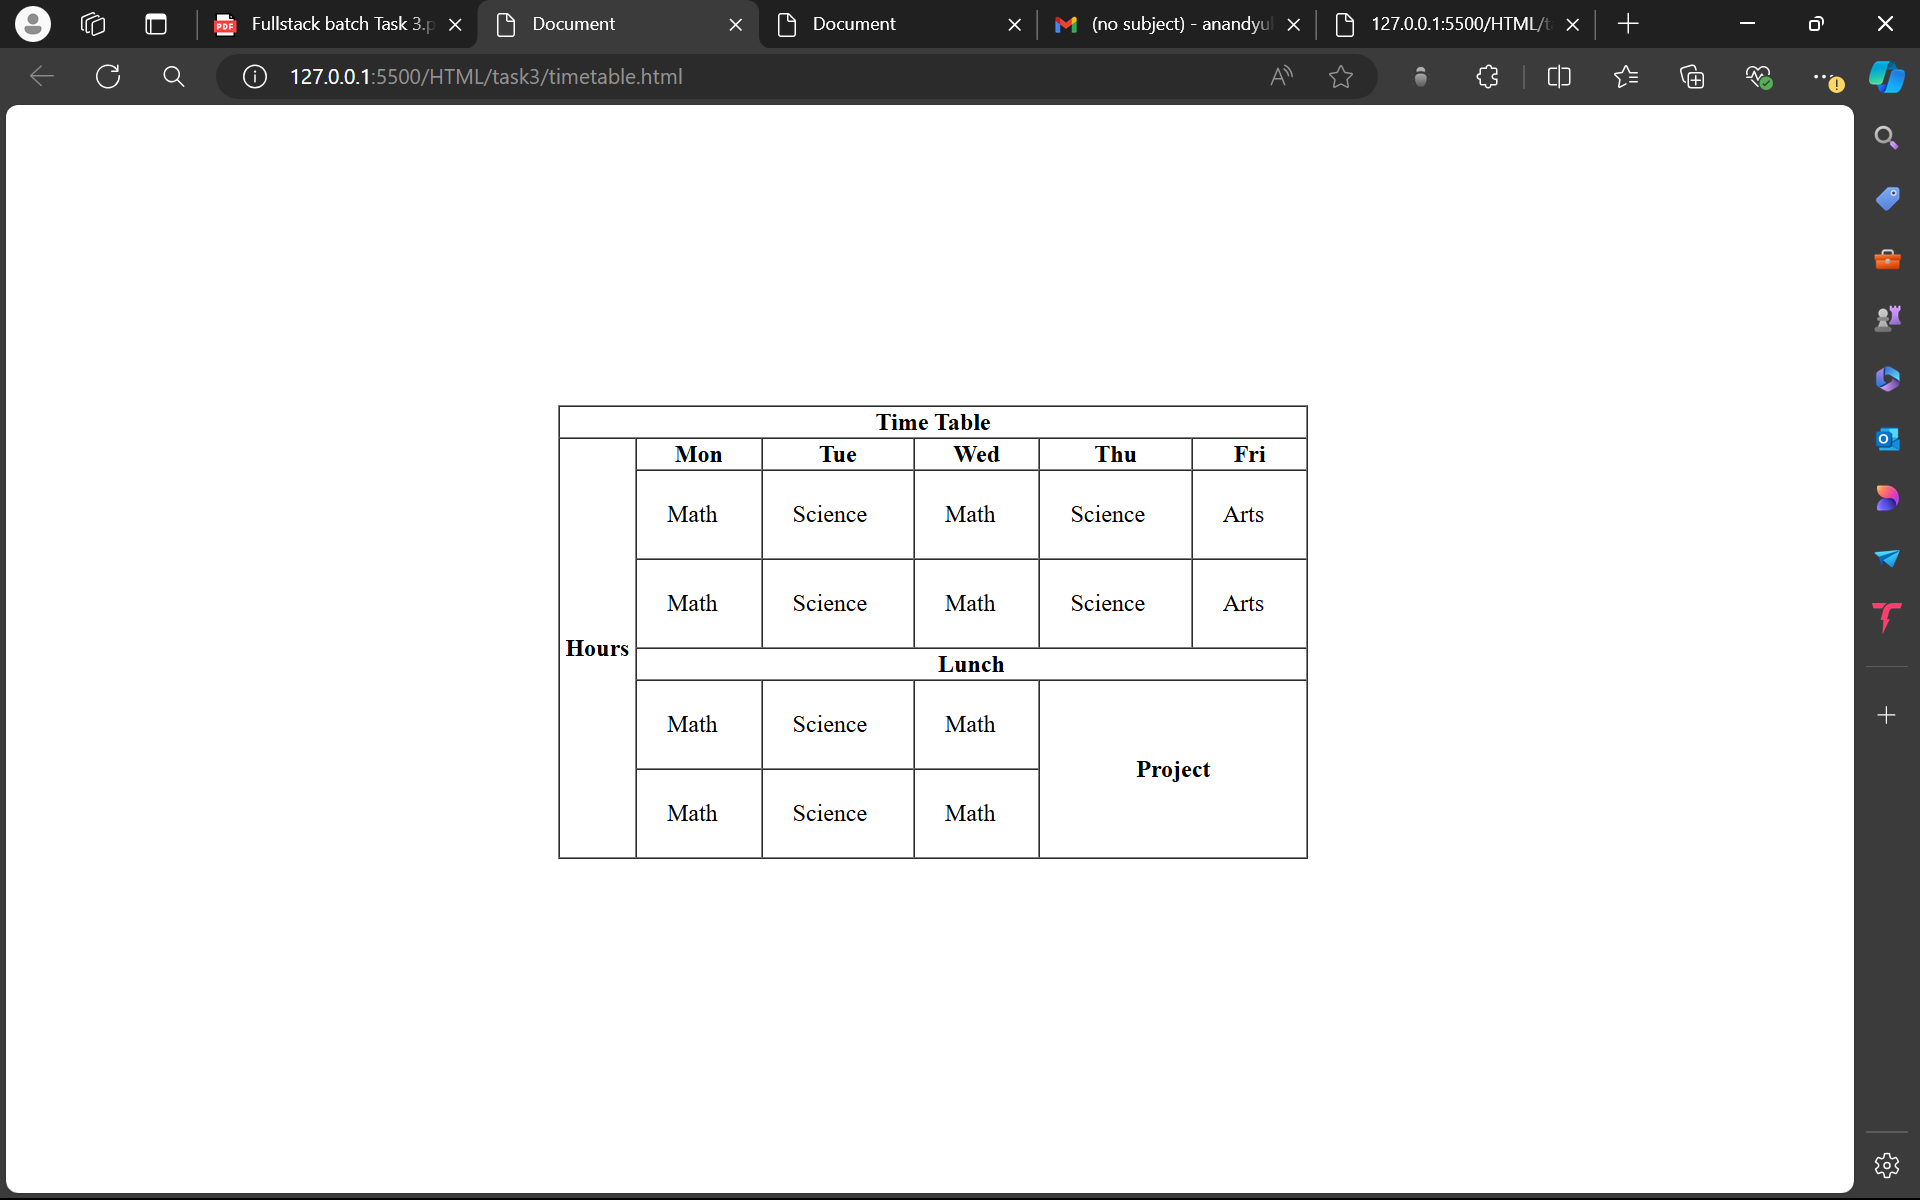 Fullstack batch Task 3.p
Document
Document
(no subject) - anandyu
127.0.0.1:5500/HTML/t
127.0.0.1:5500/HTML/task3/timetable.html
Time Table
Hours
Mon Tue Wed Thu Fri
Math Science Math Science Arts
Math Science Math Science Arts
Lunch
Math Science Math
Project
Math Science Math